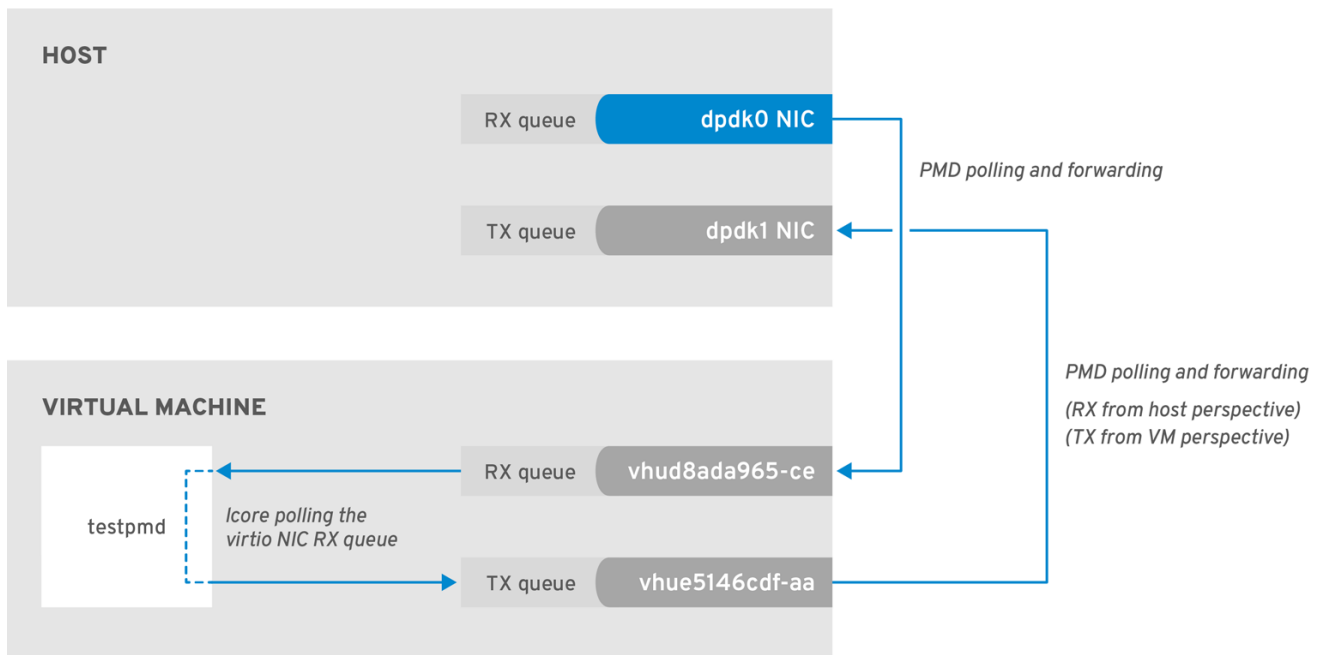 HOST
RX queue
dpdk0 NIC
PMD polling and forwarding
TX queue
dpdk1 NIC
PMD polling and forwarding
(RX from host perspective)
(TX from VM perspective)
VIRTUAL MACHINE
RX queue
vhud8ada965-ce
testpmd
lcore polling the
virtio NIC RX queue
TX queue
vhue5146cdf-aa